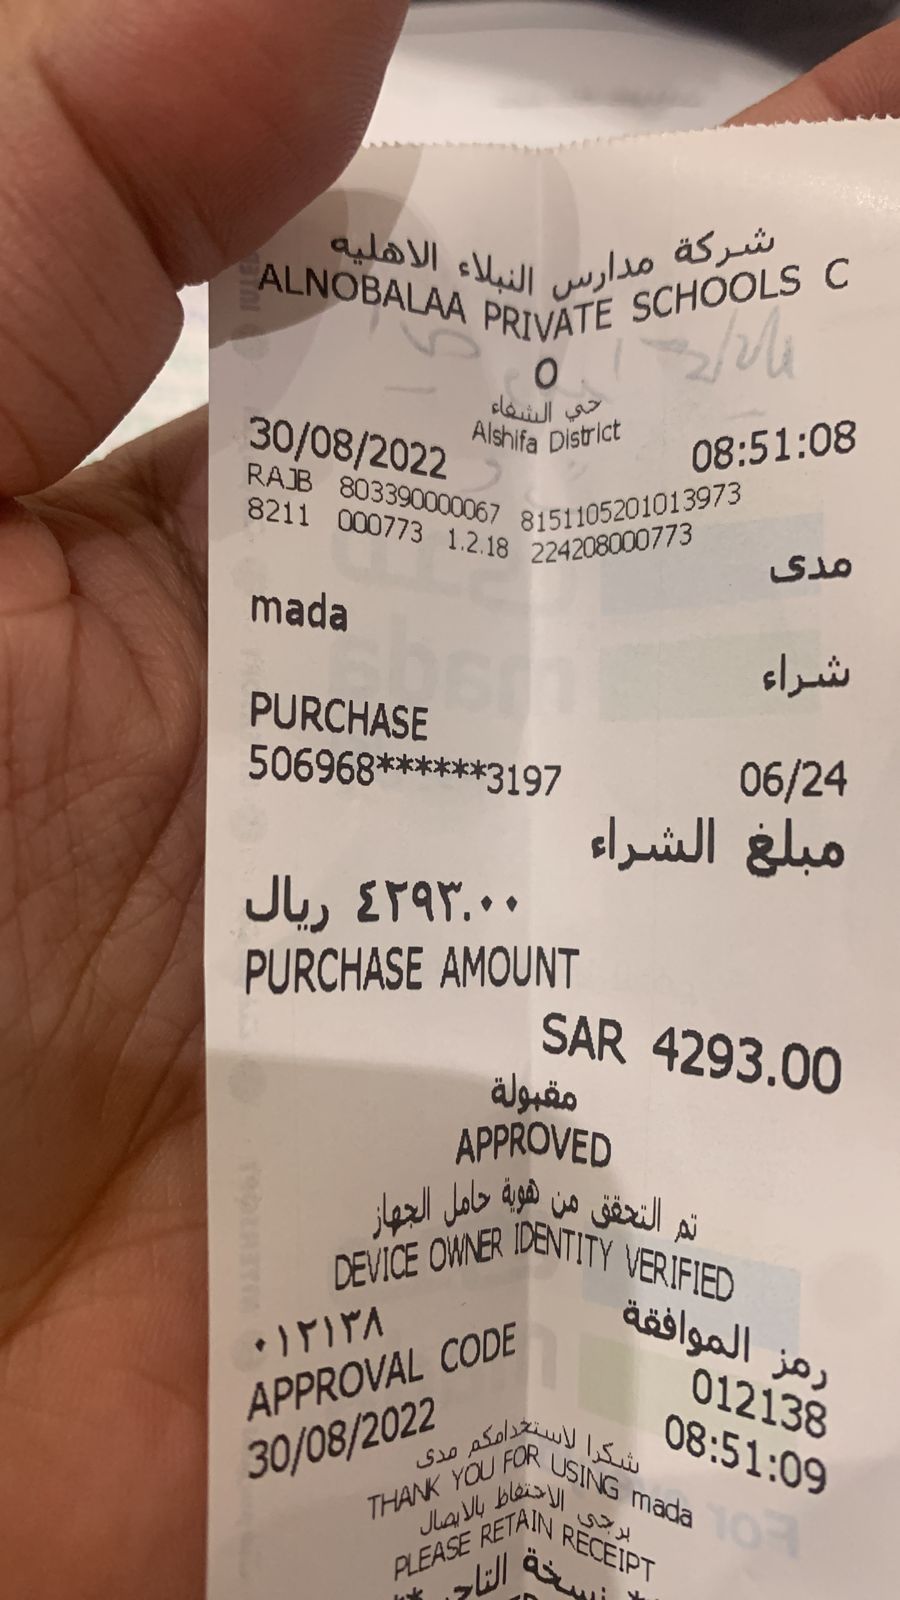 شركة مدارس النبلاء الاهليه
ALNOBALAA PRIVATE SCHOOLS C
O
حي الشفاء
Alshifa District
30/08/2022 08:51:08
RAJB 803390000067 8151105201013973
8211 000773 1.2.18 224208000773
مدى
mada
شراء
PURCHASE
506968******3197 06/24
مبلغ الشراء
٤٢٩٣.٠٠ ريال
PURCHASE AMOUNT
SAR 4293.00
مقبولة
APPROVED
تم التحقق من هوية حامل الجهاز
DEVICE OWNER IDENTITY VERIFIED
رمز الموافقة ٠١٢١٣٨
APPROVAL CODE 012138
30/08/2022 08:51:09
شكرا لاستخدامكم مدى
THANK YOU FOR USING mada
يرجى الاحتفاظ بالايصال
PLEASE RETAIN RECEIPT
**نسخة التاجر**